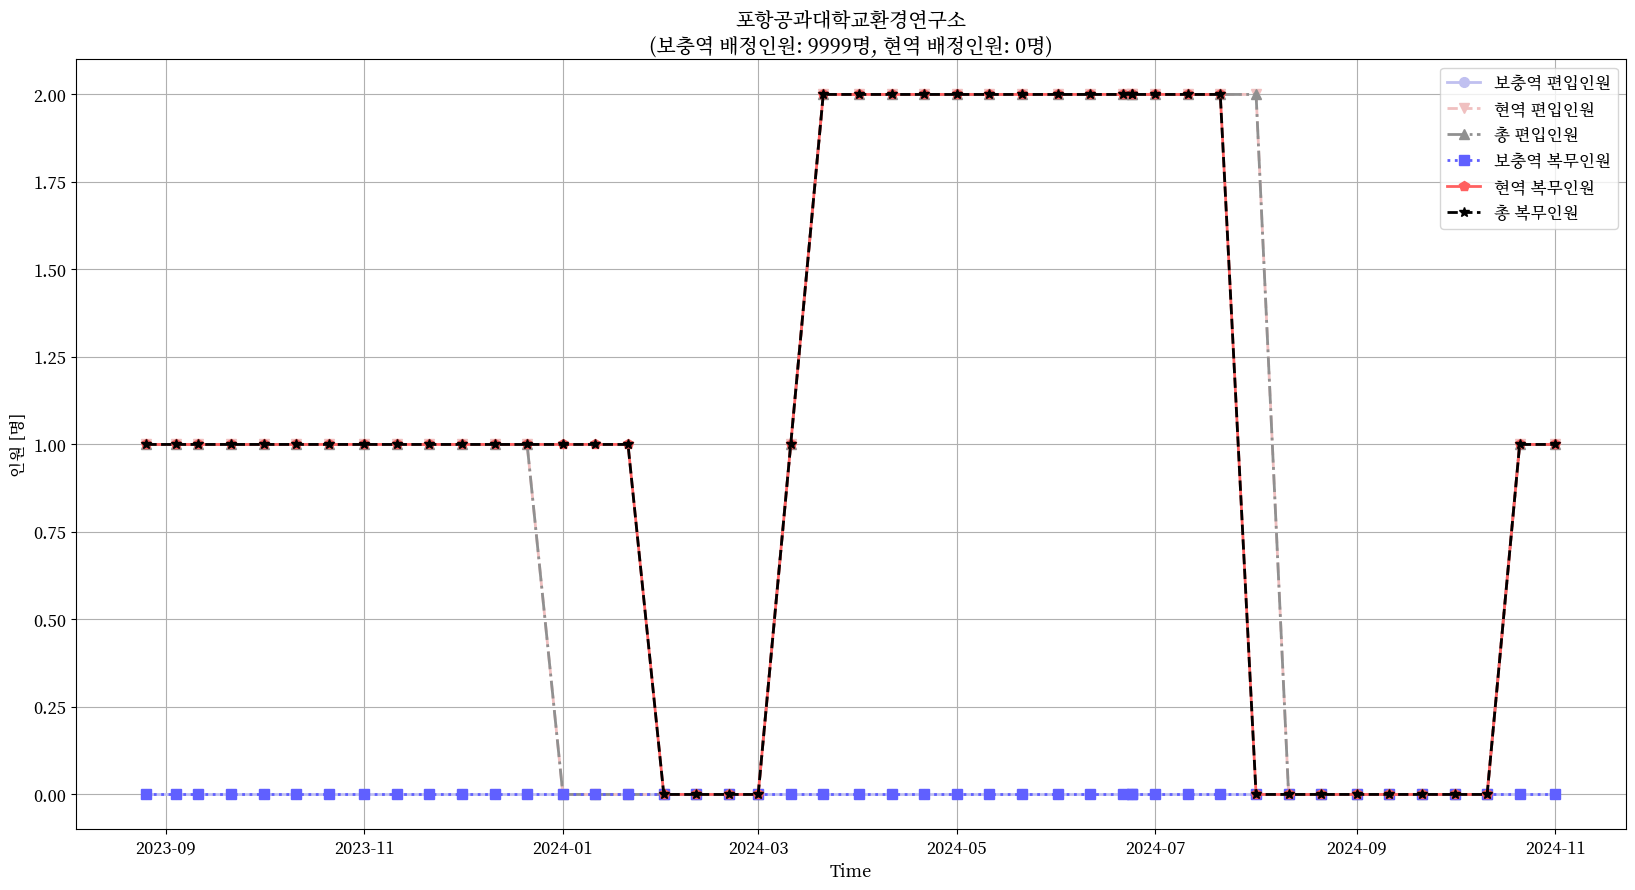 포항공과대학교환경연구소
(보충역 배정인원: 9999명, 현역 배정인원: 0명)
보충역 편입인원
현역 편입인원
총 편입인원
보충역 복무인원
현역 복무인원
총 복무인원
인원 [명]
2.00
1.75
1.50
1.25
1.00
0.75
0.50
0.25
0.00
2023-09 2023-11 2024-01 2024-03 2024-05 2024-07 2024-09 2024-11
Time